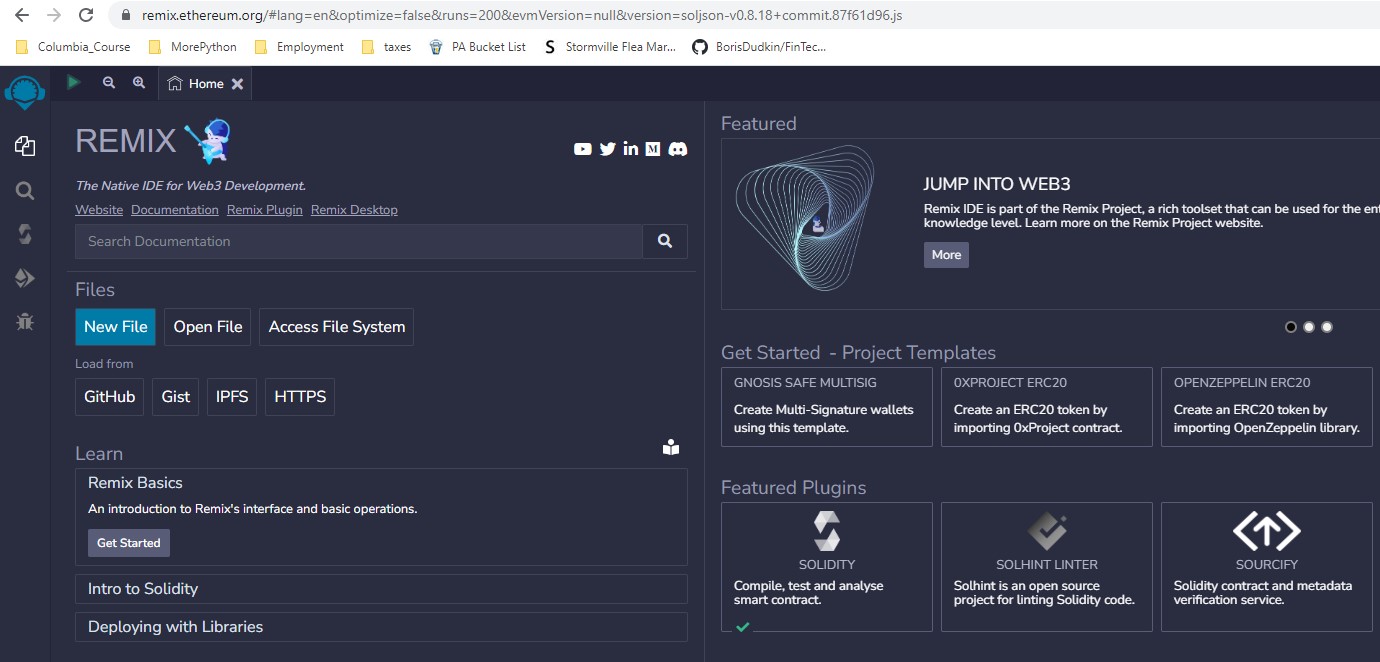 remix.ethereum.org/#lang=en&optimize=false&runs=200&evmVersion=null&version=soljson-v0.8.18+commit.87f61d96.js
Columbia_Course MorePython Employment taxes PA Bucket List S Stormville Flea Mar... BorisDudkin/FinTec...
Home
REMIX
The Native IDE for Web3 Development.
Website Documentation Remix Plugin Remix Desktop
Search Documentation
Files
New File Open File Access File System
Load from
GitHub Gist IPFS HTTPS
Learn
Remix Basics
An introduction to Remix's interface and basic operations.
Get Started
Intro to Solidity
Deploying with Libraries
Featured
JUMP INTO WEB3
Remix IDE is part of the Remix Project, a rich toolset that can be used for the ent
knowledge level. Learn more on the Remix Project website.
More
Get Started - Project Templates
GNOSIS SAFE MULTISIG
Create Multi-Signature wallets
using this template.
0XPROJECT ERC20
Create an ERC20 token by
importing 0xProject contract.
OPENZEPPELIN ERC20
Create an ERC20 token by
importing OpenZeppelin library.
Featured Plugins
SOLIDITY
Compile, test and analyse
smart contract.
SOLHINT LINTER
Solhint is an open source
project for linting Solidity code.
SOURCIFY
Solidity contract and metadata
verification service.